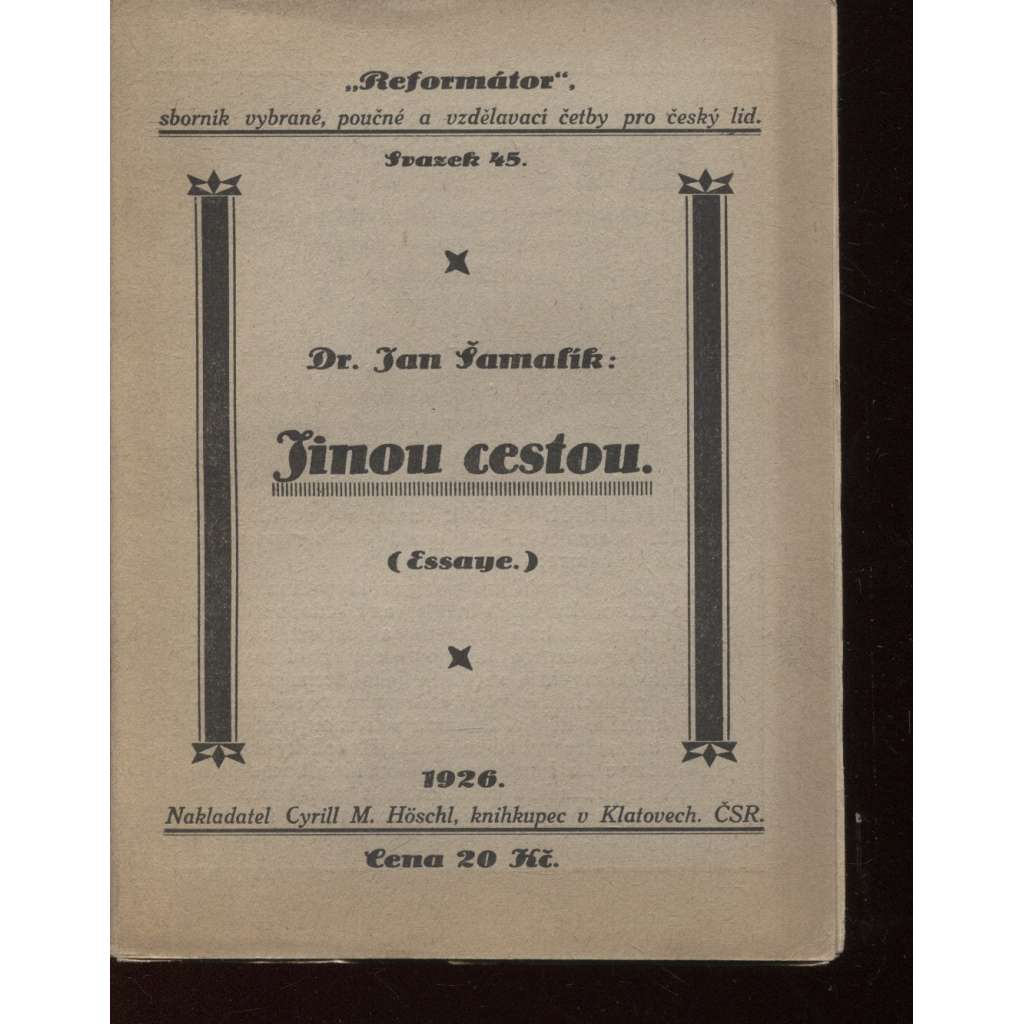 „Reformátor“,
sborník vybrané, poučné a vzdělavací četby pro český lid.
Svazek 45.
Dr. Jan Šamalík:
Jinou cestou.
(Essaye.)
1926.
Nakladatel Cyrill M. Höschl, knihkupec v Klatovech. ČSR.
Cena 20 Kč.